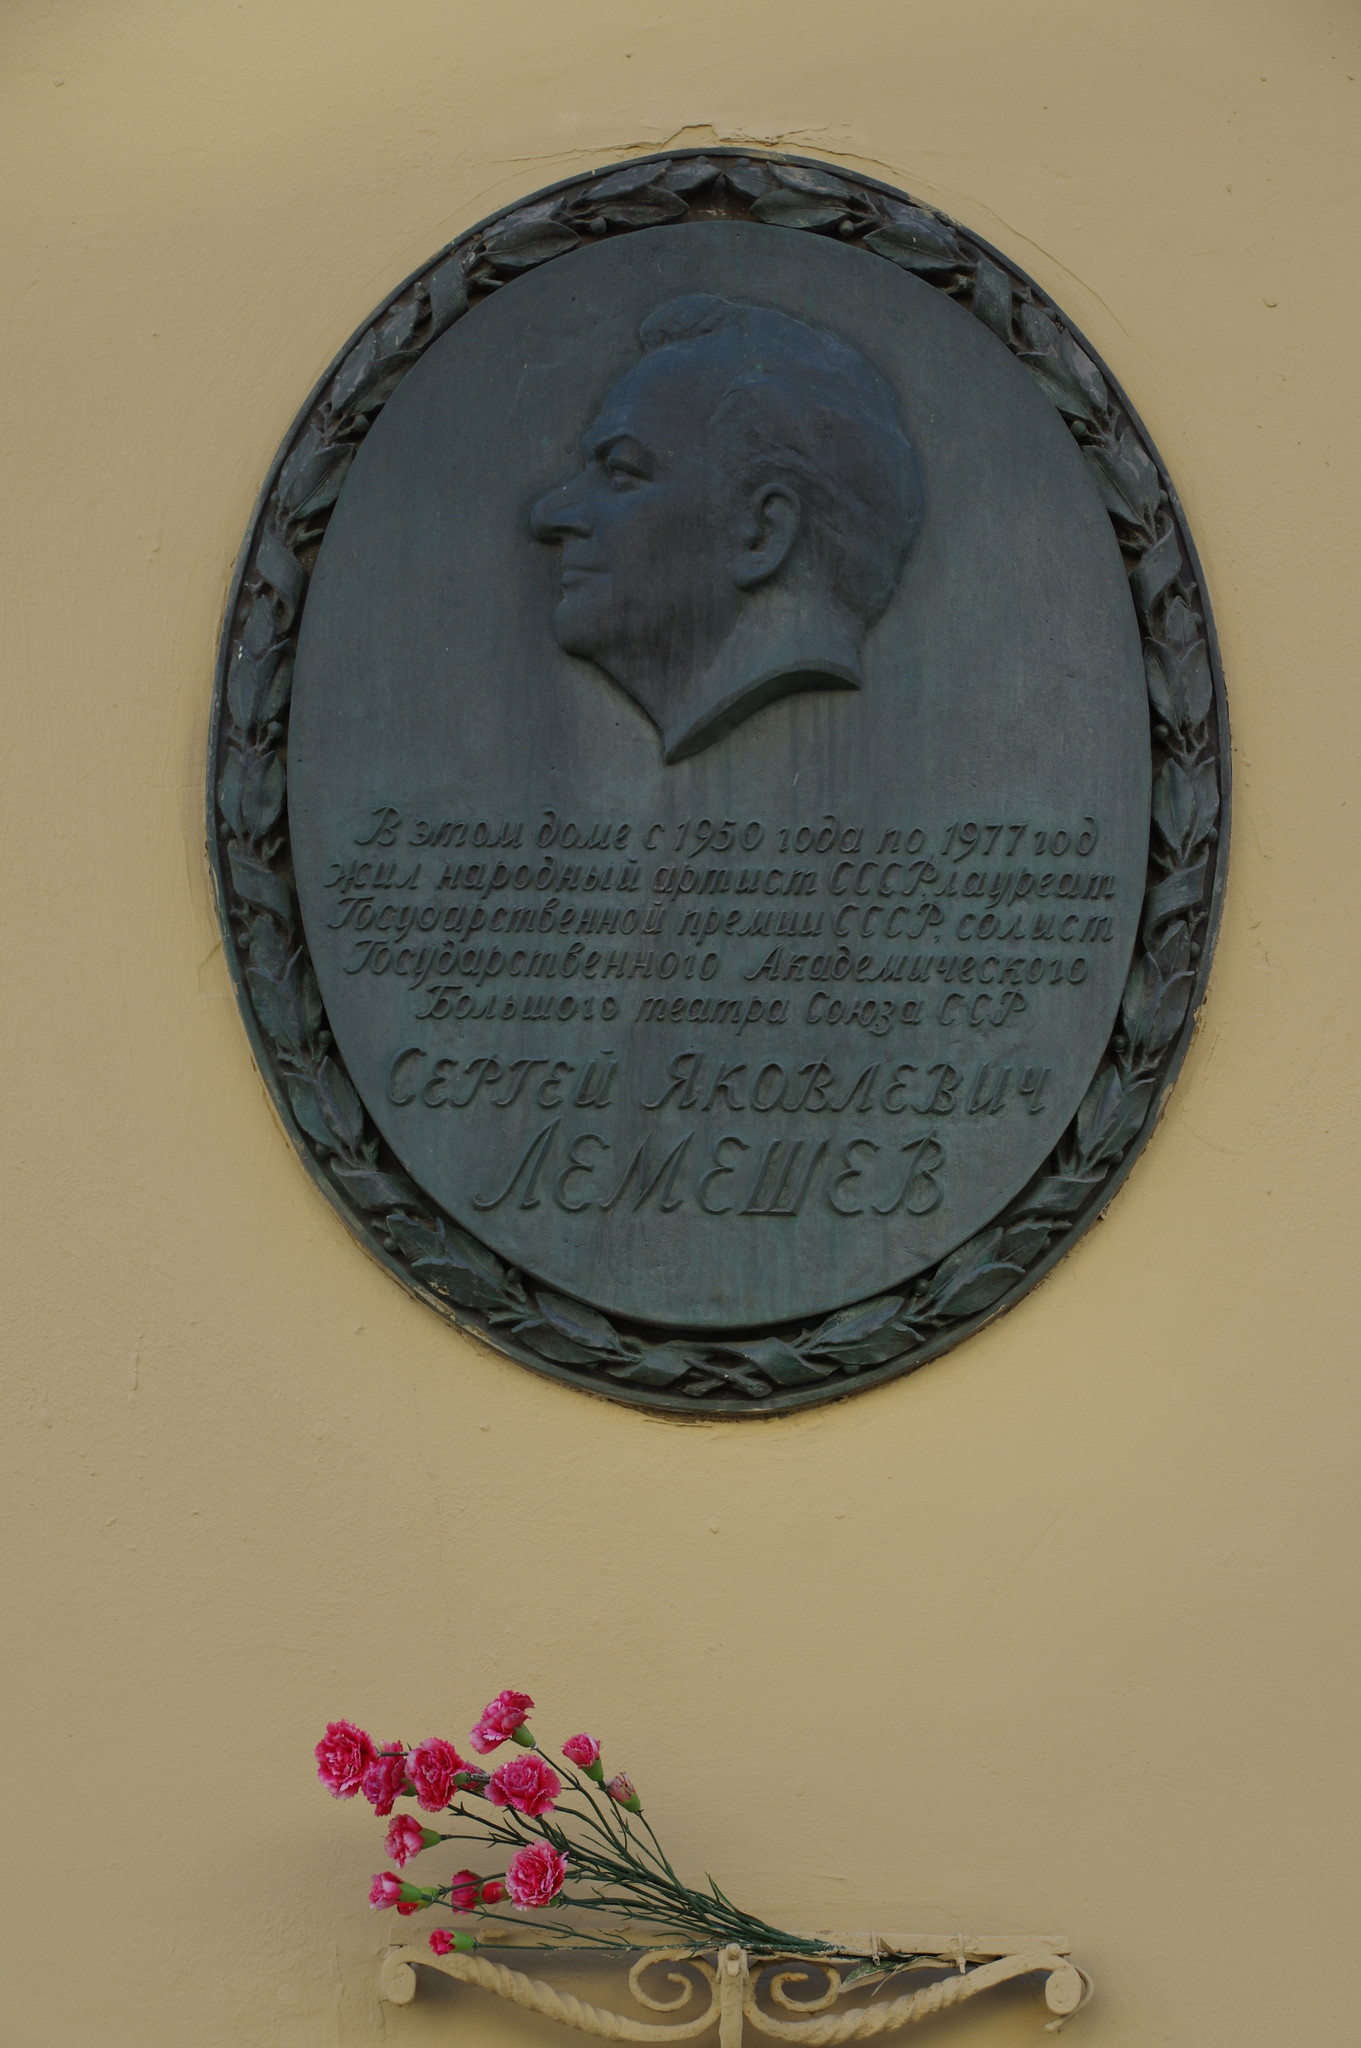 В этом доме с 1950 года по 1977 год
жил народный артист СССР, лауреат
Государственной премии СССР, солист
Государственного Академического
Большого театра Союза ССР
СЕРГЕЙ ЯКОВЛЕВИЧ
ЛЕМЕШЕВ